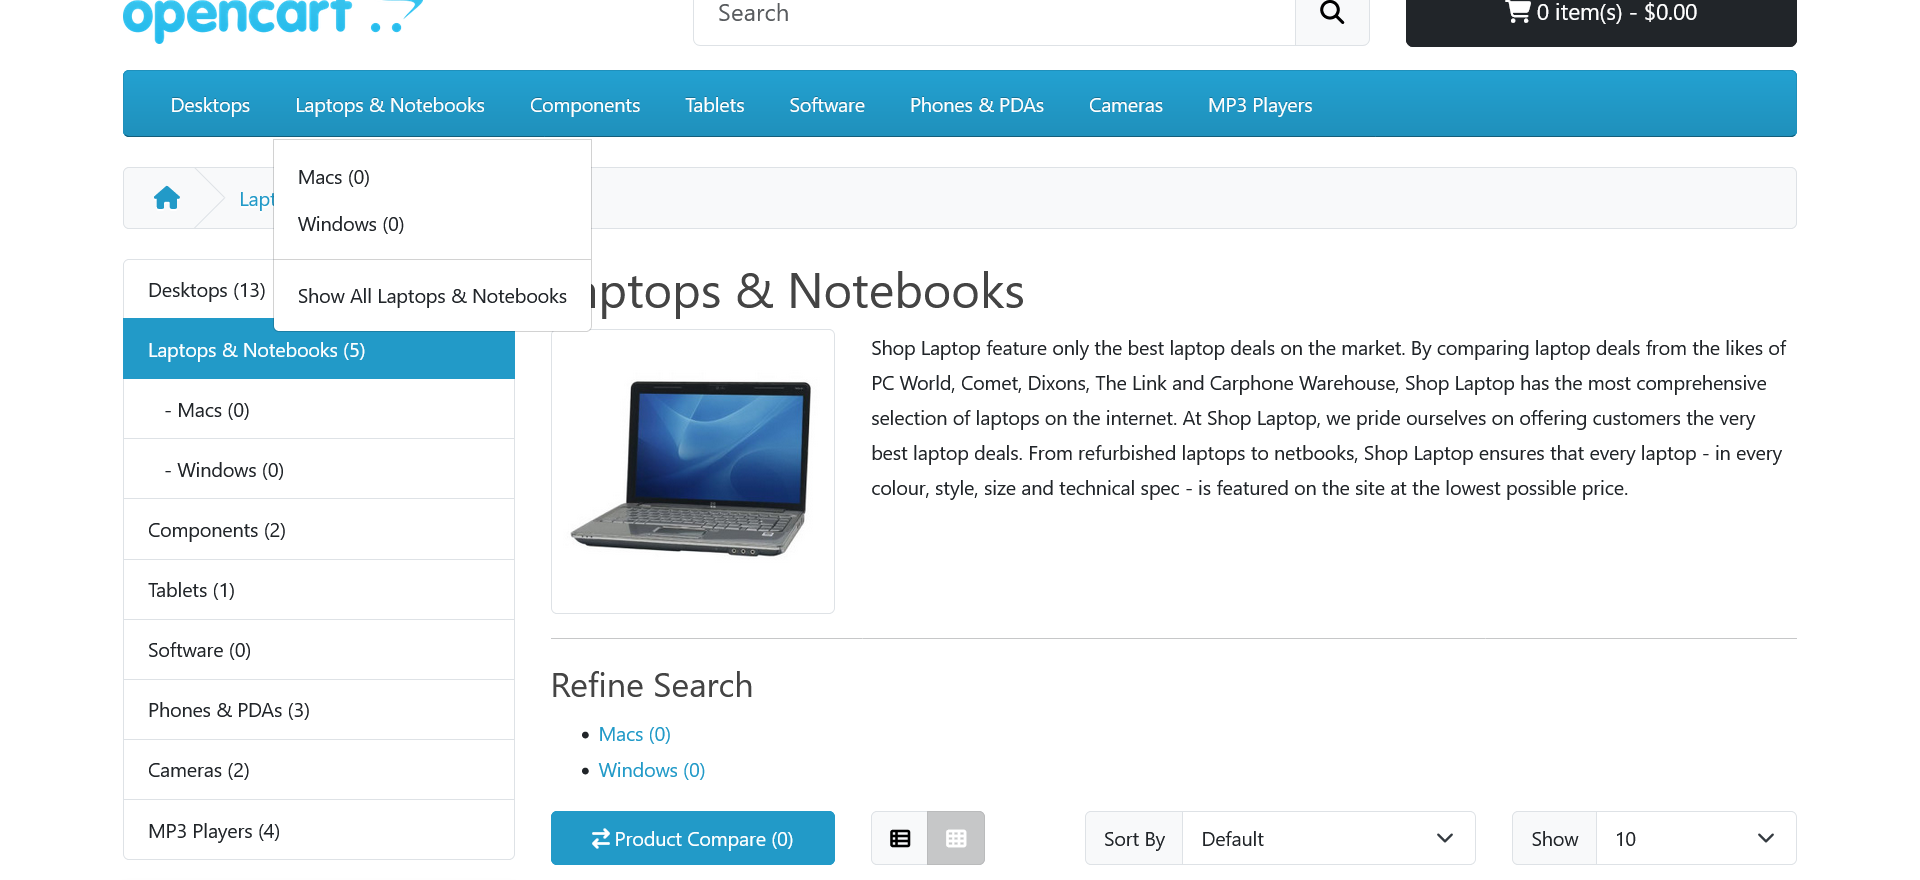 opencart
Search
0 item(s) - $0.00
Desktops
Laptops & Notebooks
Components
Tablets
Software
Phones & PDAs
Cameras
MP3 Players
Macs (0)
Windows (0)
Show All Laptops & Notebooks
Lapt
Desktops (13)
Laptops & Notebooks (5)
- Macs (0)
- Windows (0)
Components (2)
Tablets (1)
Software (0)
Phones & PDAs (3)
Cameras (2)
MP3 Players (4)
aptops & Notebooks
Shop Laptop feature only the best laptop deals on the market. By comparing laptop deals from the likes of
PC World, Comet, Dixons, The Link and Carphone Warehouse, Shop Laptop has the most comprehensive
selection of laptops on the internet. At Shop Laptop, we pride ourselves on offering customers the very
best laptop deals. From refurbished laptops to netbooks, Shop Laptop ensures that every laptop - in every
colour, style, size and technical spec - is featured on the site at the lowest possible price.
Refine Search
• Macs (0)
• Windows (0)
Product Compare (0)
Sort By
Default
Show
10